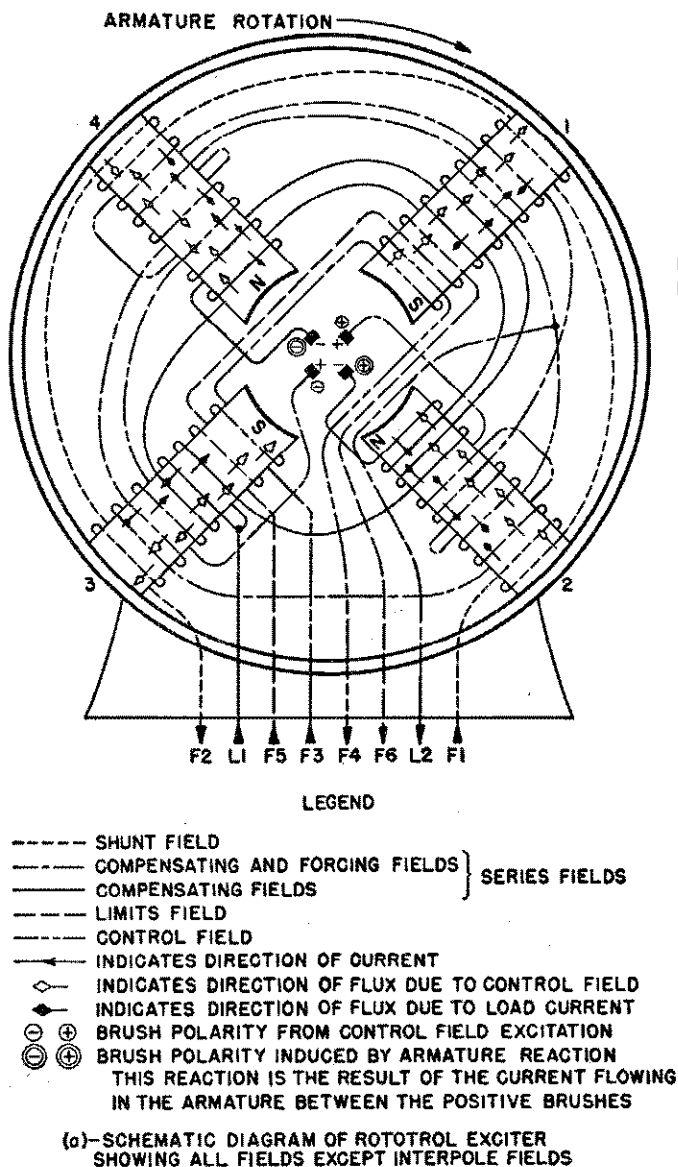 ARMATURE ROTATION
4
1
N
S
S
N
3
2
F2 L1 F5 F3 F4 F6 L2 F1
LEGEND
SHUNT FIELD
COMPENSATING AND FORCING FIELDS
SERIES FIELDS
COMPENSATING FIELDS
LIMITS FIELD
CONTROL FIELD
INDICATES DIRECTION OF CURRENT
INDICATES DIRECTION OF FLUX DUE TO CONTROL FIELD
INDICATES DIRECTION OF FLUX DUE TO LOAD CURRENT
⊖ ⊕ BRUSH POLARITY FROM CONTROL FIELD EXCITATION
⊖ ⊕ BRUSH POLARITY INDUCED BY ARMATURE REACTION
THIS REACTION IS THE RESULT OF THE CURRENT FLOWING
IN THE ARMATURE BETWEEN THE POSITIVE BRUSHES
(a)-SCHEMATIC DIAGRAM OF ROTOTROL EXCITER
SHOWING ALL FIELDS EXCEPT INTERPOLE FIELDS